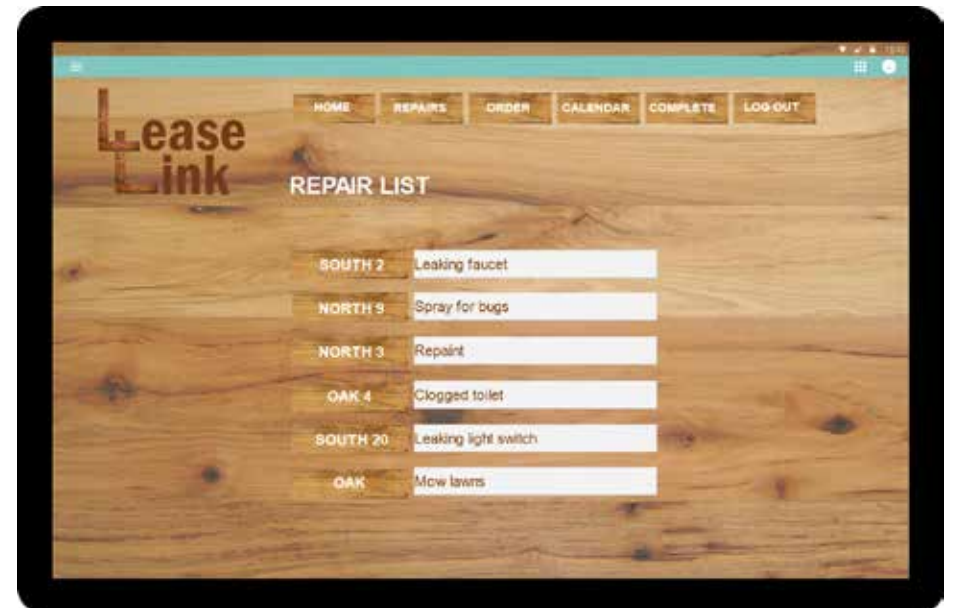 Lease
Link
HOME REPAIRS ORDER CALENDAR COMPLETE LOG OUT
REPAIR LIST
SOUTH 2 Leaking faucet
NORTH 9 Spray for bugs
NORTH 3 Repaint
OAK 4 Clogged toilet
SOUTH 20 Leaking light switch
OAK Mow lawns